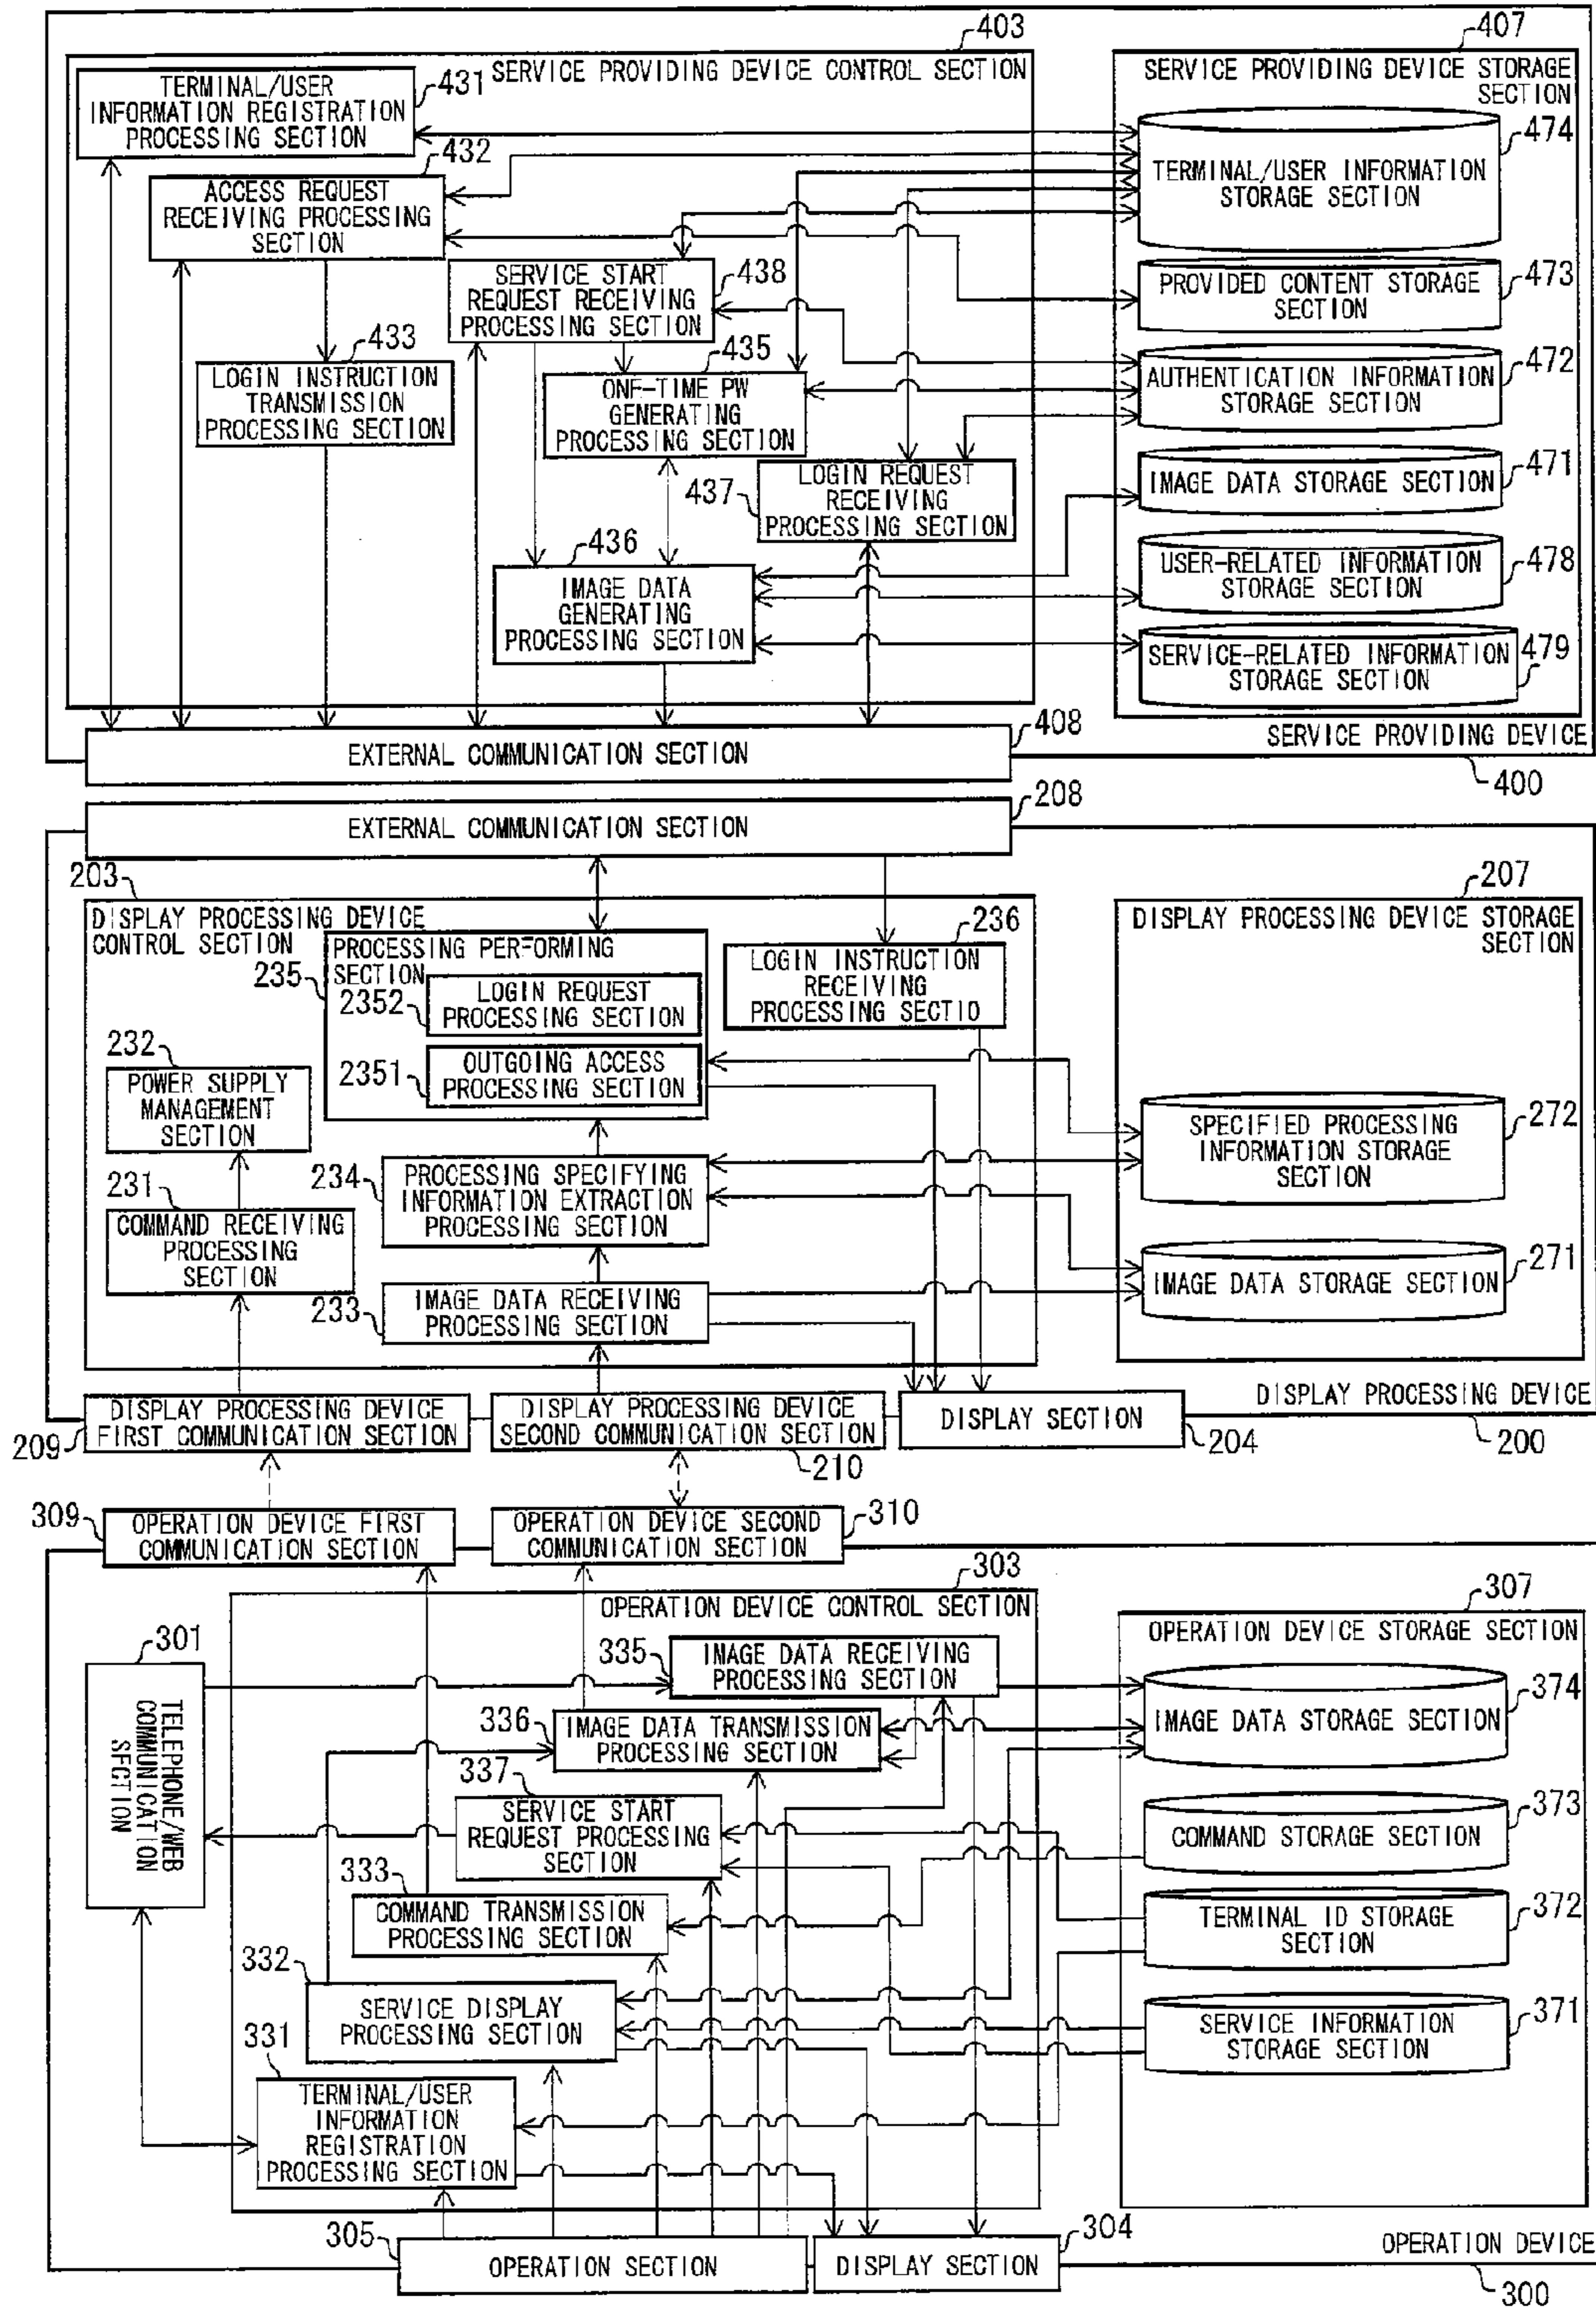 403
407
SERVICE PROVIDING DEVICE CONTROL SECTION
SERVICE PROVIDING DEVICE STORAGE
SECTION
TERMINAL/USER
INFORMATION REGISTRATION
PROCESSING SECTION
431
474
TERMINAL/USER INFORMATION
STORAGE SECTION
432
ACCESS REQUEST
RECEIVING PROCESSING
SECTION
SERVICE START
REQUEST RECEIVING
PROCESSING SECTION
438
PROVIDED CONTENT STORAGE
SECTION
473
433
LOGIN INSTRUCTION
TRANSMISSION
PROCESSING SECTION
435
ONF-TIME PW
GENERATING
PROCESSING SECTION
AUTHENTICATION INFORMATION
STORAGE SECTION
472
437
LOGIN REQUEST
RECEIVING
PROCESSING SECTION
IMAGE DATA STORAGE SECTION
471
436
IMAGE DATA
GENERATING
PROCESSING SECTION
USER-RELATED INFORMATION
STORAGE SECTION
478
SERVICE-RELATED INFORMATION
STORAGE SECTION
479
408
EXTERNAL COMMUNICATION SECTION
SERVICE PROVIDING DEVICE
400
208
EXTERNAL COMMUNICATION SECTION
203
207
DISPLAY PROCESSING DEVICE
CONTROL SECTION
DISPLAY PROCESSING DEVICE STORAGE
SECTION
PROCESSING PERFORMING
SECTION
235
236
LOGIN INSTRUCTION
RECEIVING
PROCESSING SECTIO
2352
LOGIN REQUEST
PROCESSING SECTION
232
POWER SUPPLY
MANAGEMENT
SECTION
2351
OUTGOING ACCESS
PROCESSING SECTION
SPECIFIED PROCESSING
INFORMATION STORAGE
SECTION
272
231
COMMAND RECEIVING
PROCESSING
SECTION
234
PROCESSING SPECIFYING
INFORMATION EXTRACTION
PROCESSING SECTION
IMAGE DATA STORAGE SECTION
271
233
IMAGE DATA RECEIVING
PROCESSING SECTION
DISPLAY PROCESSING DEVICE
FIRST COMMUNICATION SECTION
209
DISPLAY PROCESSING DEVICE
SECOND COMMUNICATION SECTION
210
DISPLAY SECTION
204
DISPLAY PROCESSING DEVICE
200
309
OPERATION DEVICE FIRST
COMMUNICATION SECTION
OPERATION DEVICE SECOND
COMMUNICATION SECTION
310
303
OPERATION DEVICE CONTROL SECTION
307
OPERATION DEVICE STORAGE SECTION
301
TELEPHONE/WEB
COMMUNICATION
SFCTION
335
IMAGE DATA RECEIVING
PROCESSING SECTION
IMAGE DATA STORAGE SECTION
374
336
IMAGE DATA TRANSMISSION
PROCESSING SECTION
337
SERVICE START
REQUEST PROCESSING
SECTION
COMMAND STORAGE SECTION
373
333
COMMAND TRANSMISSION
PROCESSING SECTION
TERMINAL ID STORAGE
SECTION
372
332
SERVICE DISPLAY
PROCESSING SECTION
SERVICE INFORMATION
STORAGE SECTION
371
331
TERMINAL/USER
INFORMATION
REGISTRATION
PROCESSING SECTION
305
OPERATION SECTION
DISPLAY SECTION
304
OPERATION DEVICE
300